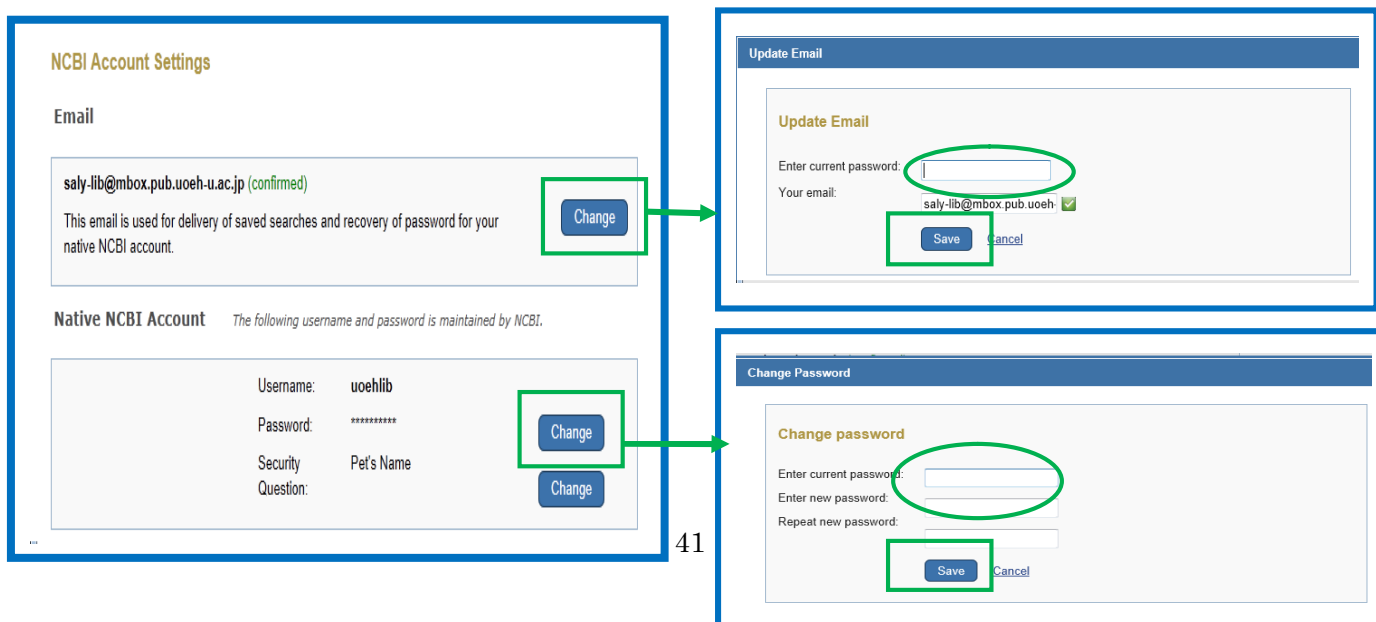 NCBI Account Settings
Email
saly-lib@mbox.pub.uoeh-u.ac.jp (confirmed)
This email is used for delivery of saved searches and recovery of password for your
native NCBI account.
Change
Native NCBI Account The following username and password is maintained by NCBI.
Username: uoehlib
Password: **********
Change
Security Pet's Name
Question:
Change
41
Update Email
Update Email
Enter current password:
Your email:
saly-lib@mbox.pub.uoeh-
Save Cancel
Change Password
Change password
Enter current password:
Enter new password:
Repeat new password:
Save Cancel